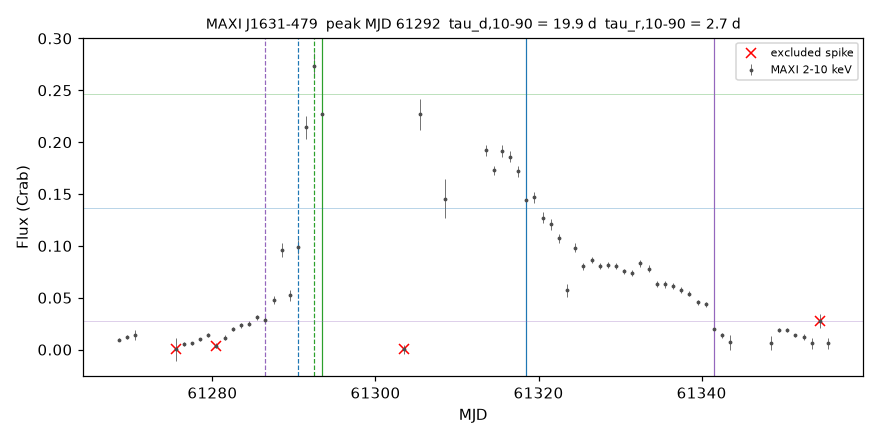 MAXI J1631-479 peak MJD 61292 tau_d,10-90 = 19.9 d tau_r,10-90 = 2.7 d
excluded spike
MAXI 2-10 keV
Flux (Crab)
0.30
0.25
0.20
0.15
0.10
0.05
0.00
61280
61300
61320
61340
MJD